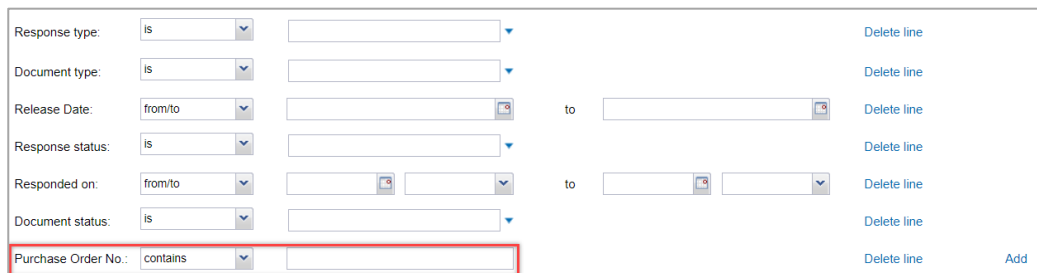 Response type: is Delete line
Document type: is Delete line
Release Date: from/to to Delete line
Response status: is Delete line
Responded on: from/to to Delete line
Document status: is Delete line
Purchase Order No.: contains Delete line Add